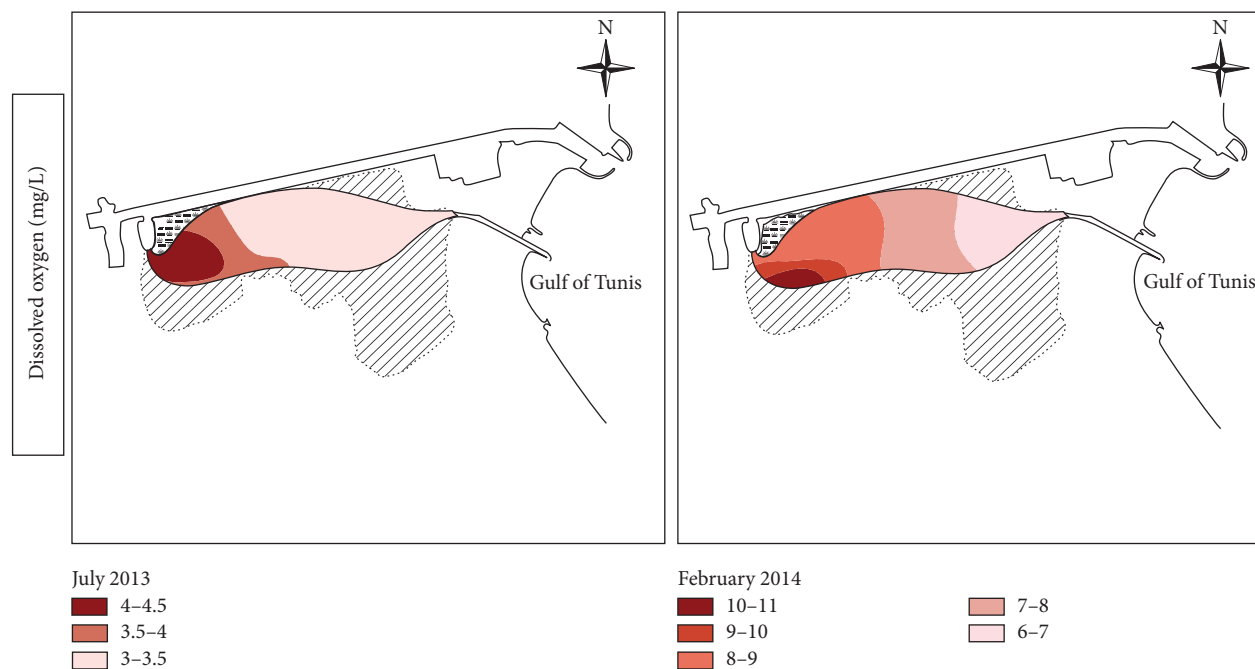 Dissolved oxygen (mg/L)
N
Gulf of Tunis
N
Gulf of Tunis
July 2013
4–4.5
3.5–4
3–3.5
February 2014
10–11
9–10
8–9
7–8
6–7